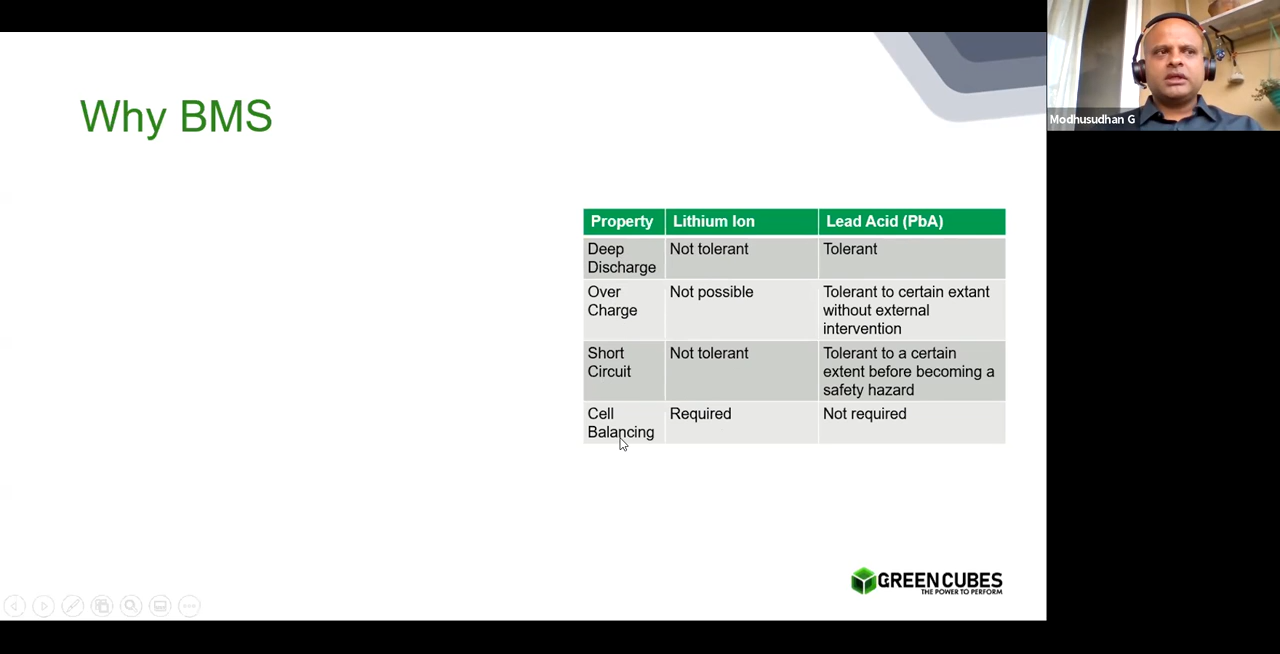 Why BMS
Modhusudhan G
Property Lithium Ion Lead Acid (PbA)
Deep Discharge Not tolerant Tolerant
Over Charge Not possible Tolerant to certain extant without external intervention
Short Circuit Not tolerant Tolerant to a certain extent before becoming a safety hazard
Cell Balancing Required Not required
GREEN CUBES
THE POWER TO PERFORM